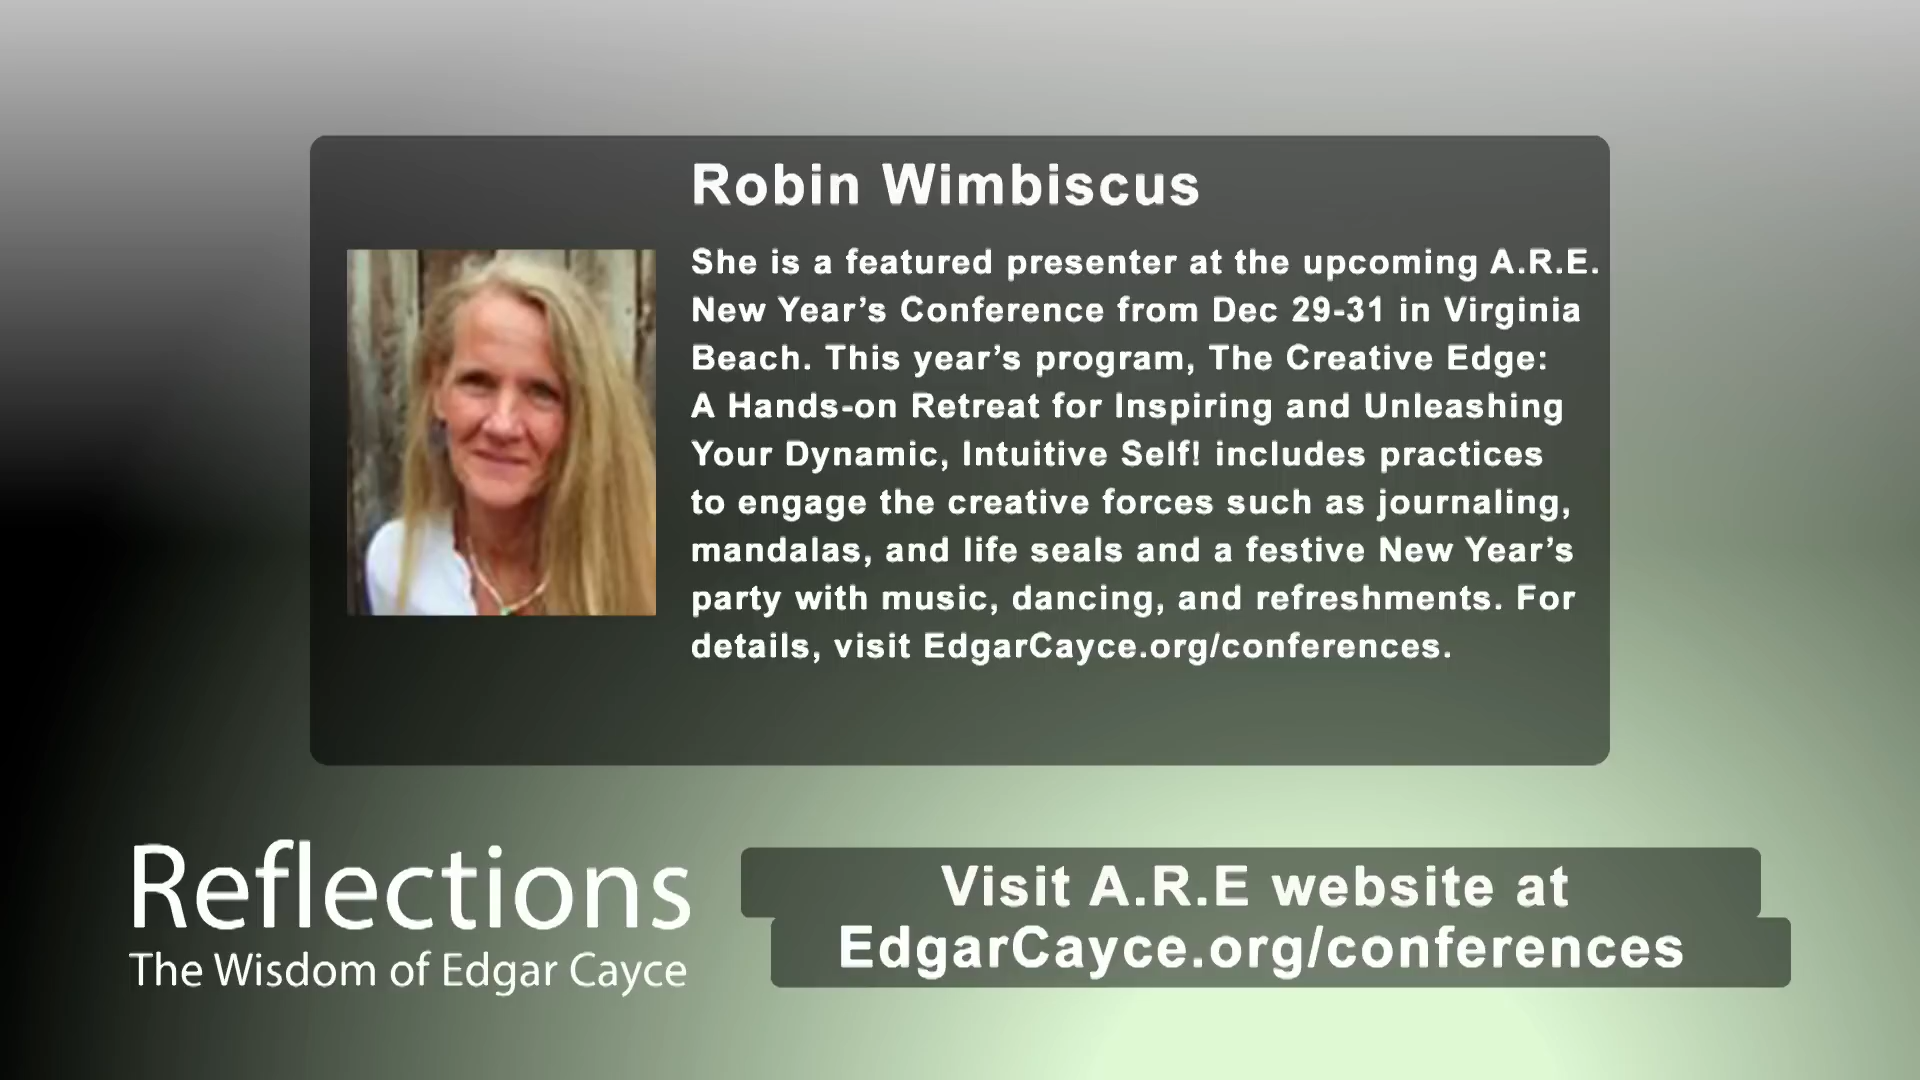 Robin Wimbiscus
She is a featured presenter at the upcoming A.R.E.
New Year’s Conference from Dec 29-31 in Virginia
Beach. This year’s program, The Creative Edge:
A Hands-on Retreat for Inspiring and Unleashing
Your Dynamic, Intuitive Self! includes practices
to engage the creative forces such as journaling,
mandalas, and life seals and a festive New Year’s
party with music, dancing, and refreshments. For
details, visit EdgarCayce.org/conferences.
Reflections
The Wisdom of Edgar Cayce
Visit A.R.E website at
EdgarCayce.org/conferences